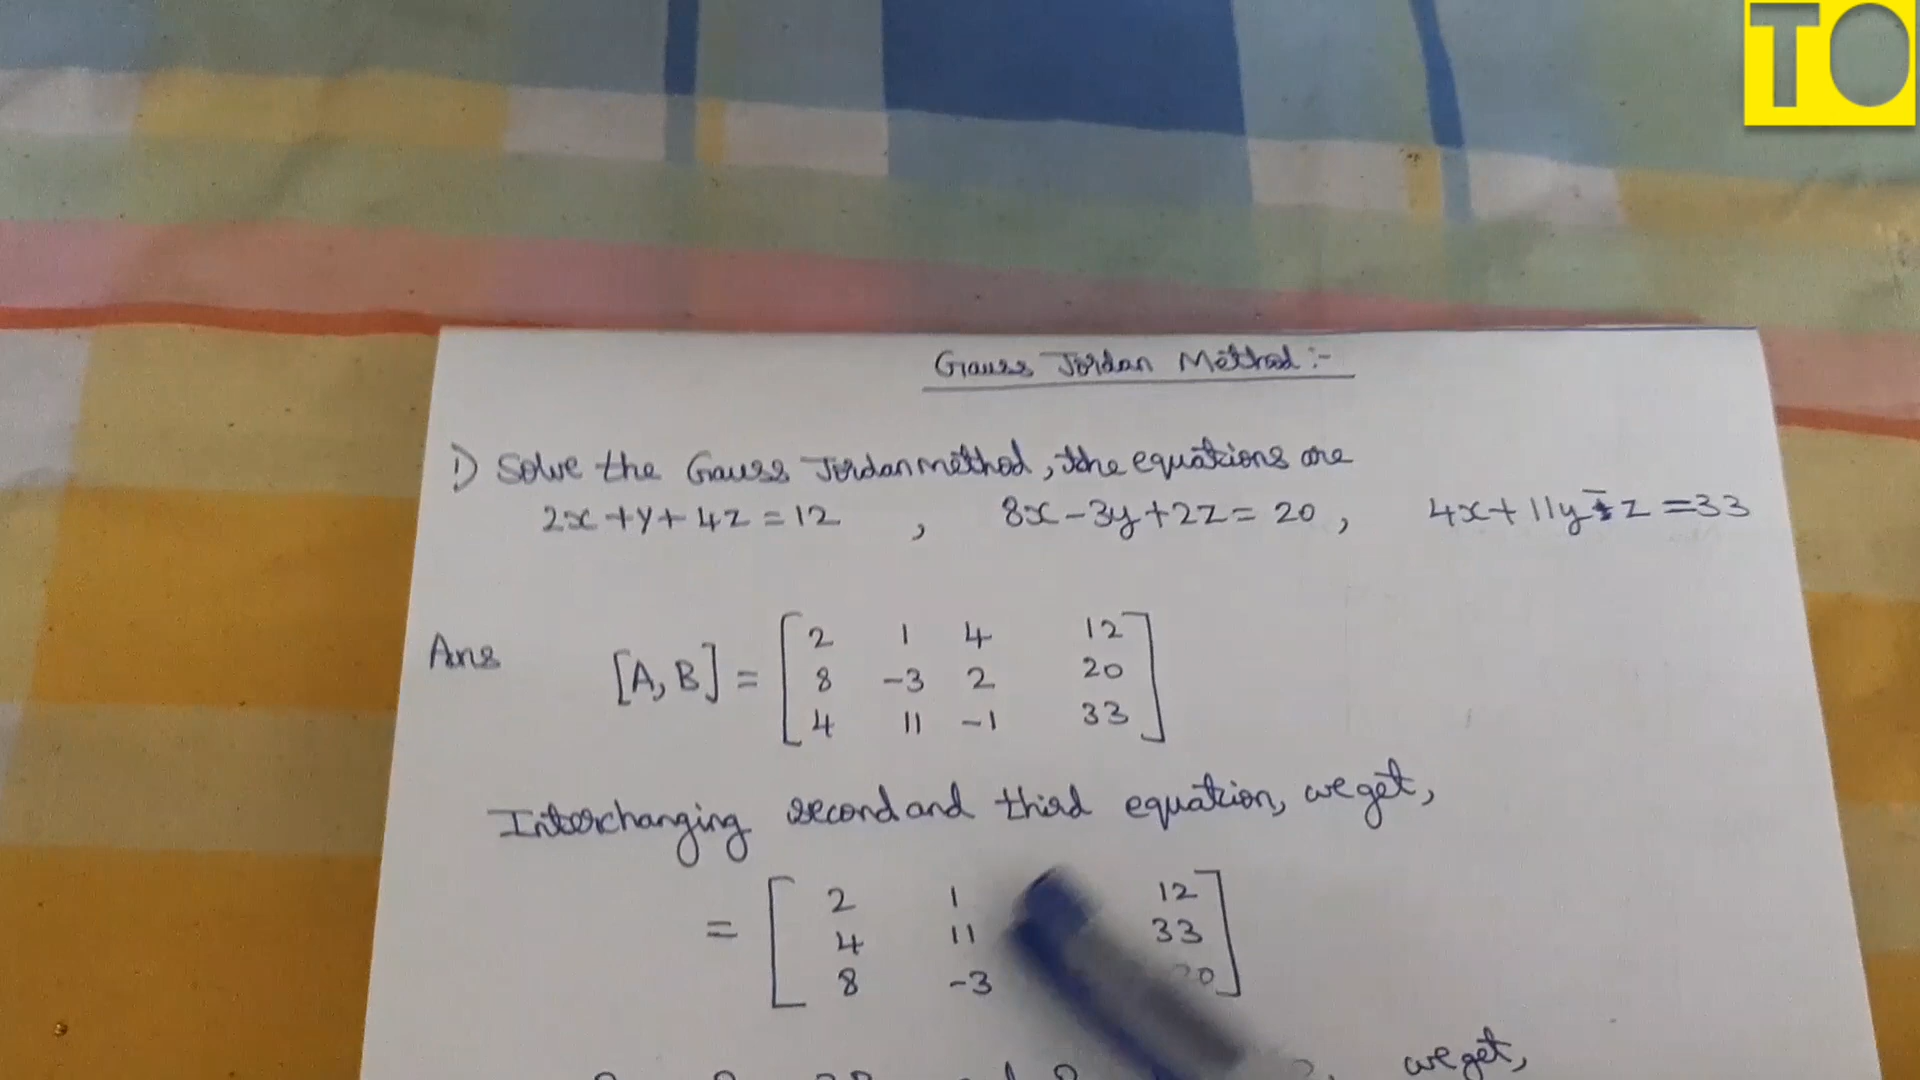 TO
Gauss Jordan Method :-
1) Solve the Gauss Jordan method, the equations are
2x + y + 4z = 12 , 8x - 3y + 2z = 20 , 4x + 11y - z = 33
Ans [A, B] =
2 1 4 12
8 -3 2 20
4 11 -1 33
Interchanging second and third equation, we get,
=
2 1 12
4 11 33
8 -3
we get,